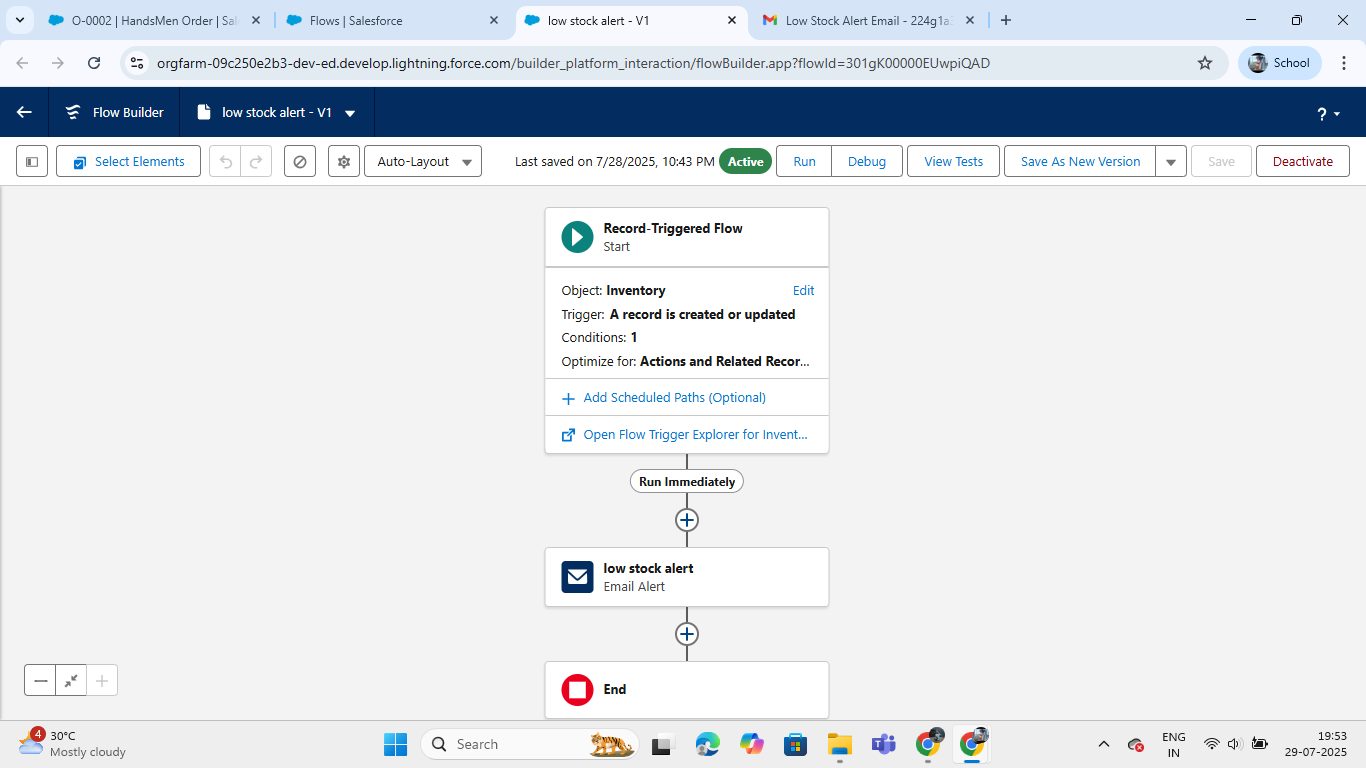 O-0002 | HandsMen Order | Sal
Flows | Salesforce
low stock alert - V1
Low Stock Alert Email - 224g1a
orgfarm-09c250e2b3-dev-ed.develop.lightning.force.com/builder_platform_interaction/flowBuilder.app?flowId=301gK00000EUwpiQAD
School
Flow Builder
low stock alert - V1
?
Select Elements
Auto-Layout
Last saved on 7/28/2025, 10:43 PM
Active
Run
Debug
View Tests
Save As New Version
Save
Deactivate
Record-Triggered Flow
Start
Object: Inventory
Edit
Trigger: A record is created or updated
Conditions: 1
Optimize for: Actions and Related Recor...
Add Scheduled Paths (Optional)
Open Flow Trigger Explorer for Invent...
Run Immediately
low stock alert
Email Alert
End
4
30°C
Mostly cloudy
Search
ENG
IN
19:53
29-07-2025